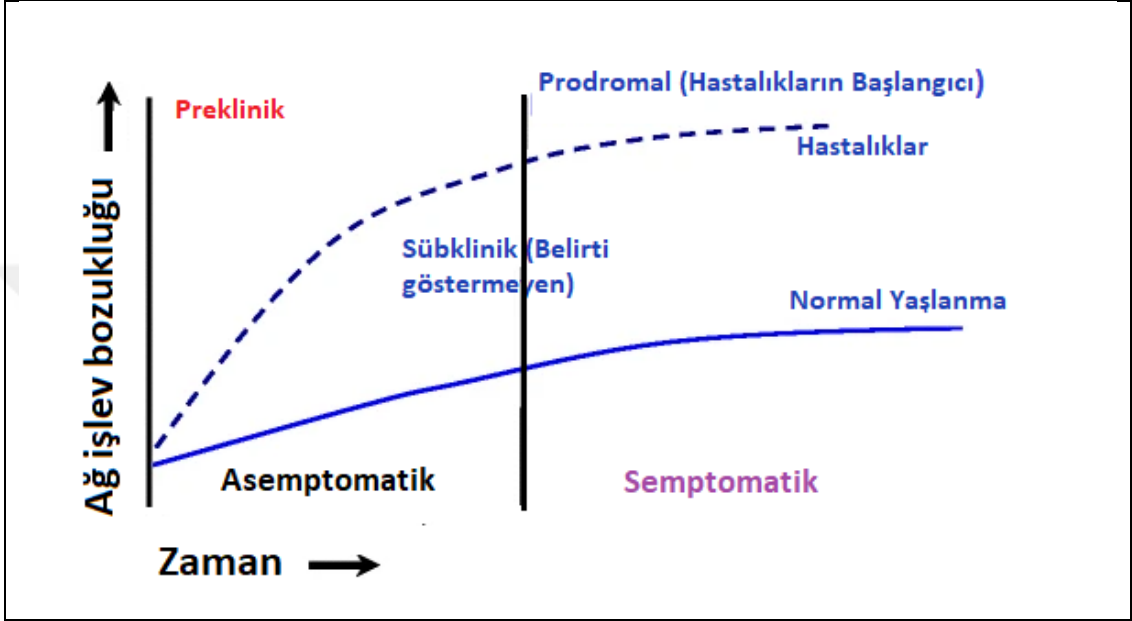 Prodromal (Hastalıkların Başlangıcı)
Preklinik
Hastalıklar
Ağ işlev bozukluğu
Sübklinik (Belirti
göstermeyen)
Normal Yaşlanma
Asemptomatik
Semptomatik
Zaman